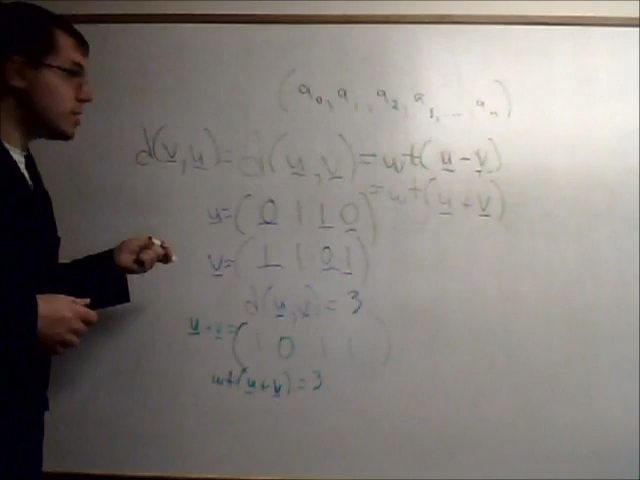 (a₀, a₁, a₂, a₃, ..., aₙ)
d(v, u) = d(u, v) = wt(u - v)
= wt(u + v)
u = (0 1 1 0)
v = (1 1 0 1)
d(u, v) = 3
u + v = (1 0 1 1)
wt(u + v) = 3